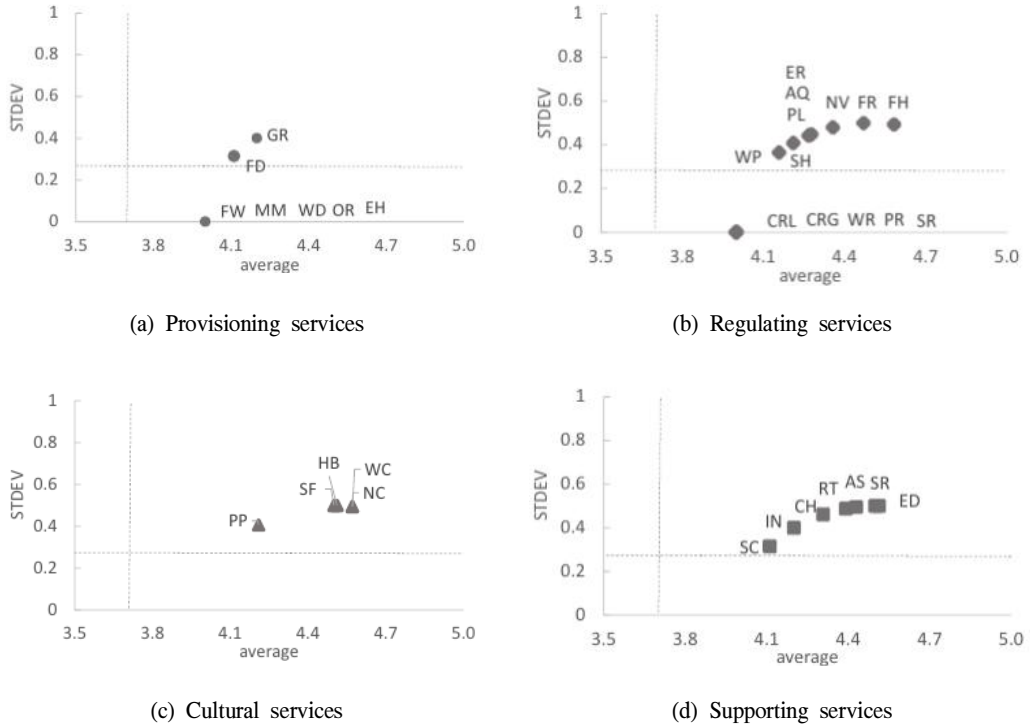 1
0.8
0.6
0.4
0.2
0
STDEV
GR
FD
FW MM WD OR EH
3.5 3.8 4.1 4.4 4.7 5.0
average
(a) Provisioning services
1
0.8
0.6
0.4
0.2
0
STDEV
ER
AQ
PL
NV FR FH
WP SH
CRL CRG WR PR SR
3.5 3.8 4.1 4.4 4.7 5.0
average
(b) Regulating services
1
0.8
0.6
0.4
0.2
0
STDEV
HB WC
SF NC
PP
3.5 3.8 4.1 4.4 4.7 5.0
average
(c) Cultural services
1
0.8
0.6
0.4
0.2
0
STDEV
RT AS SR ED
CH
IN
SC
3.5 3.8 4.1 4.4 4.7 5.0
average
(d) Supporting services